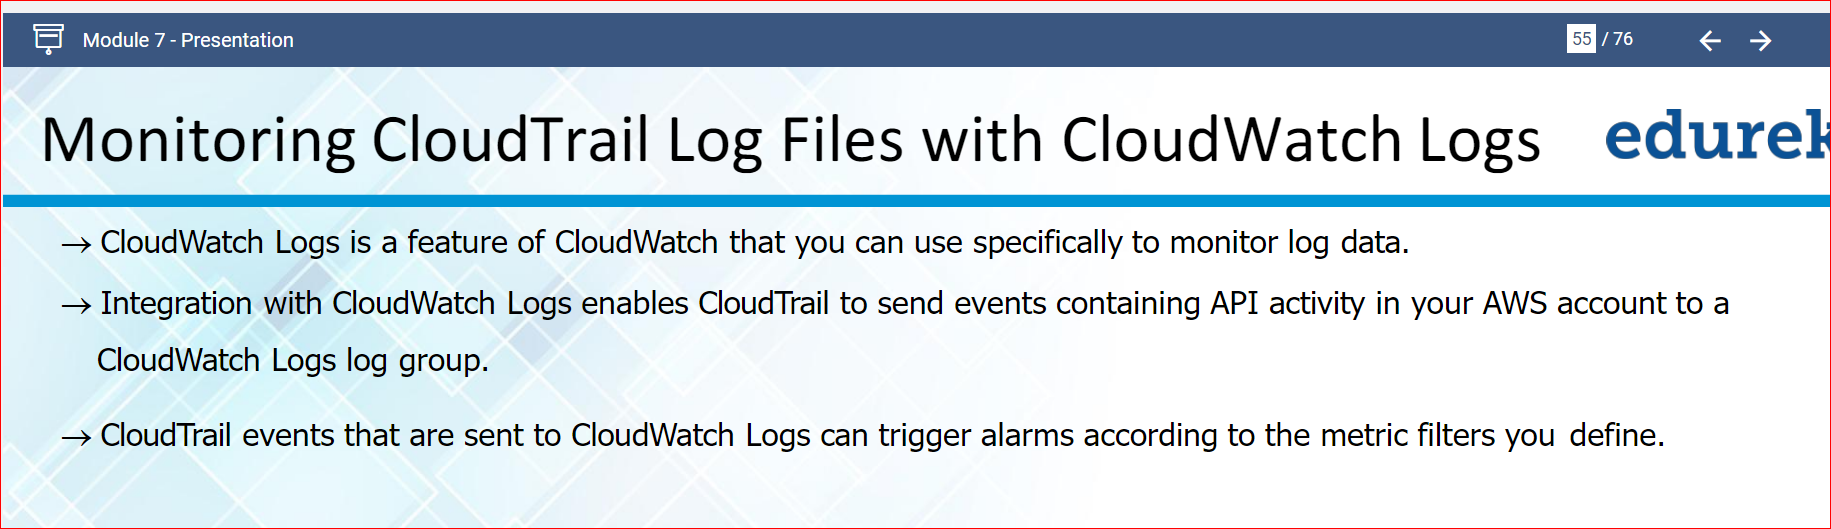 Module 7 - Presentation
55 / 76
Monitoring CloudTrail Log Files with CloudWatch Logs
edurek
→ CloudWatch Logs is a feature of CloudWatch that you can use specifically to monitor log data.
→ Integration with CloudWatch Logs enables CloudTrail to send events containing API activity in your AWS account to a
CloudWatch Logs log group.
→ CloudTrail events that are sent to CloudWatch Logs can trigger alarms according to the metric filters you define.